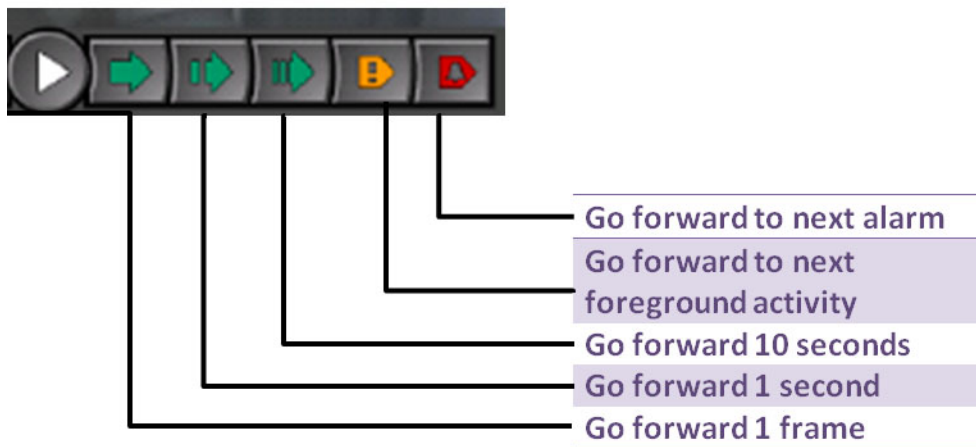 Go forward to next alarm
Go forward to next
foreground activity
Go forward 10 seconds
Go forward 1 second
Go forward 1 frame